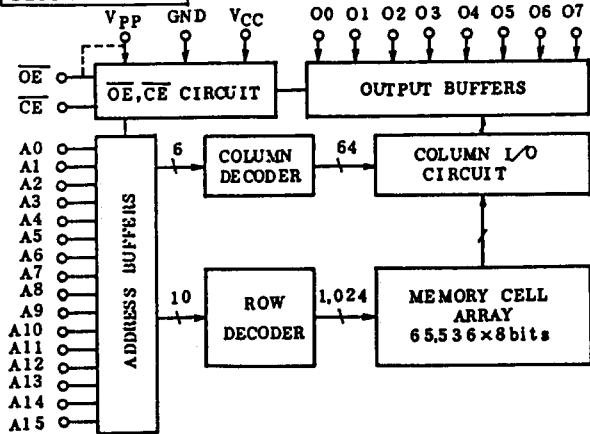 VPP GND VCC O0 O1 O2 O3 O4 O5 O6 O7
OE
CE
OE, CE CIRCUIT
OUTPUT BUFFERS
A0
A1
A2
A3
A4
A5
A6
A7
A8
A9
A10
A11
A12
A13
A14
A15
ADDRESS BUFFERS
6
COLUMN
DECODER
64
COLUMN I/O
CIRCUIT
10
ROW
DECODER
1,024
MEMORY CELL
ARRAY
65,536×8bits